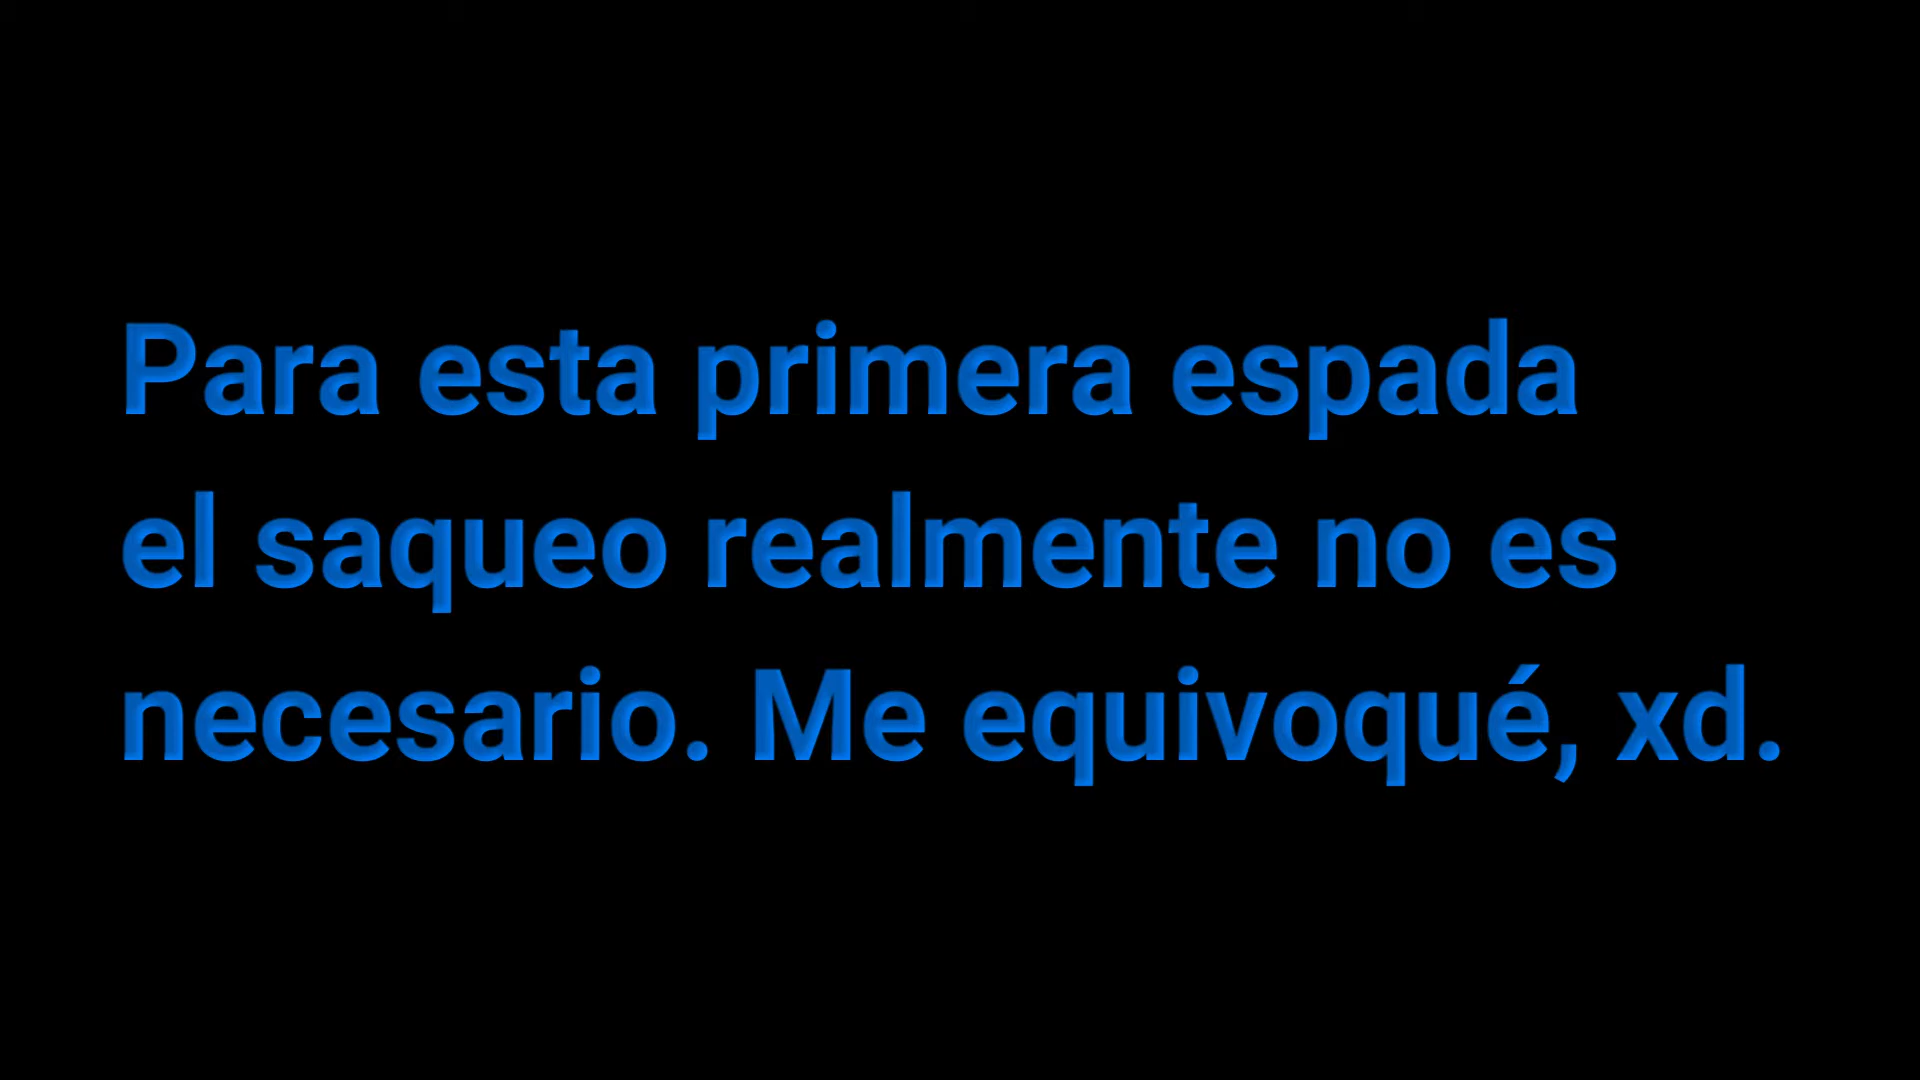 Para esta primera espada
el saqueo realmente no es
necesario. Me equivoqué, xd.